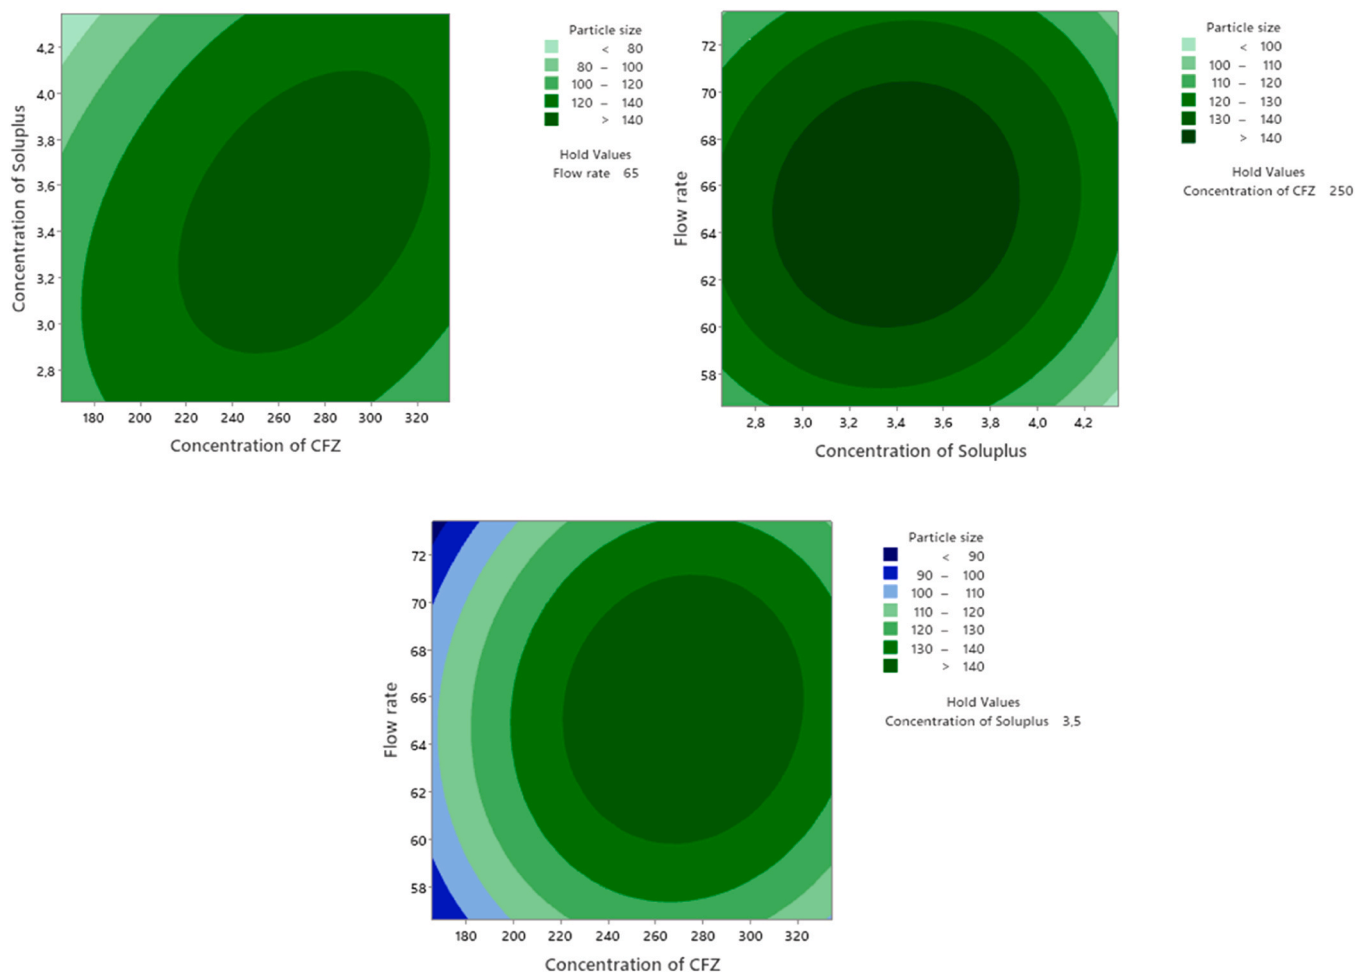 Particle size
< 80
80 – 100
100 – 120
120 – 140
> 140
Hold Values
Flow rate 65
4,2
4,0
3,8
3,6
3,4
3,2
3,0
2,8
Concentration of Soluplus
180 200 220 240 260 280 300 320
Concentration of CFZ
Particle size
< 100
100 – 110
110 – 120
120 – 130
130 – 140
> 140
Hold Values
Concentration of CFZ 250
72
70
68
66
64
62
60
58
Flow rate
2,8 3,0 3,2 3,4 3,6 3,8 4,0 4,2
Concentration of Soluplus
Particle size
< 90
90 – 100
100 – 110
110 – 120
120 – 130
130 – 140
> 140
Hold Values
Concentration of Soluplus 3,5
72
70
68
66
64
62
60
58
Flow rate
180 200 220 240 260 280 300 320
Concentration of CFZ